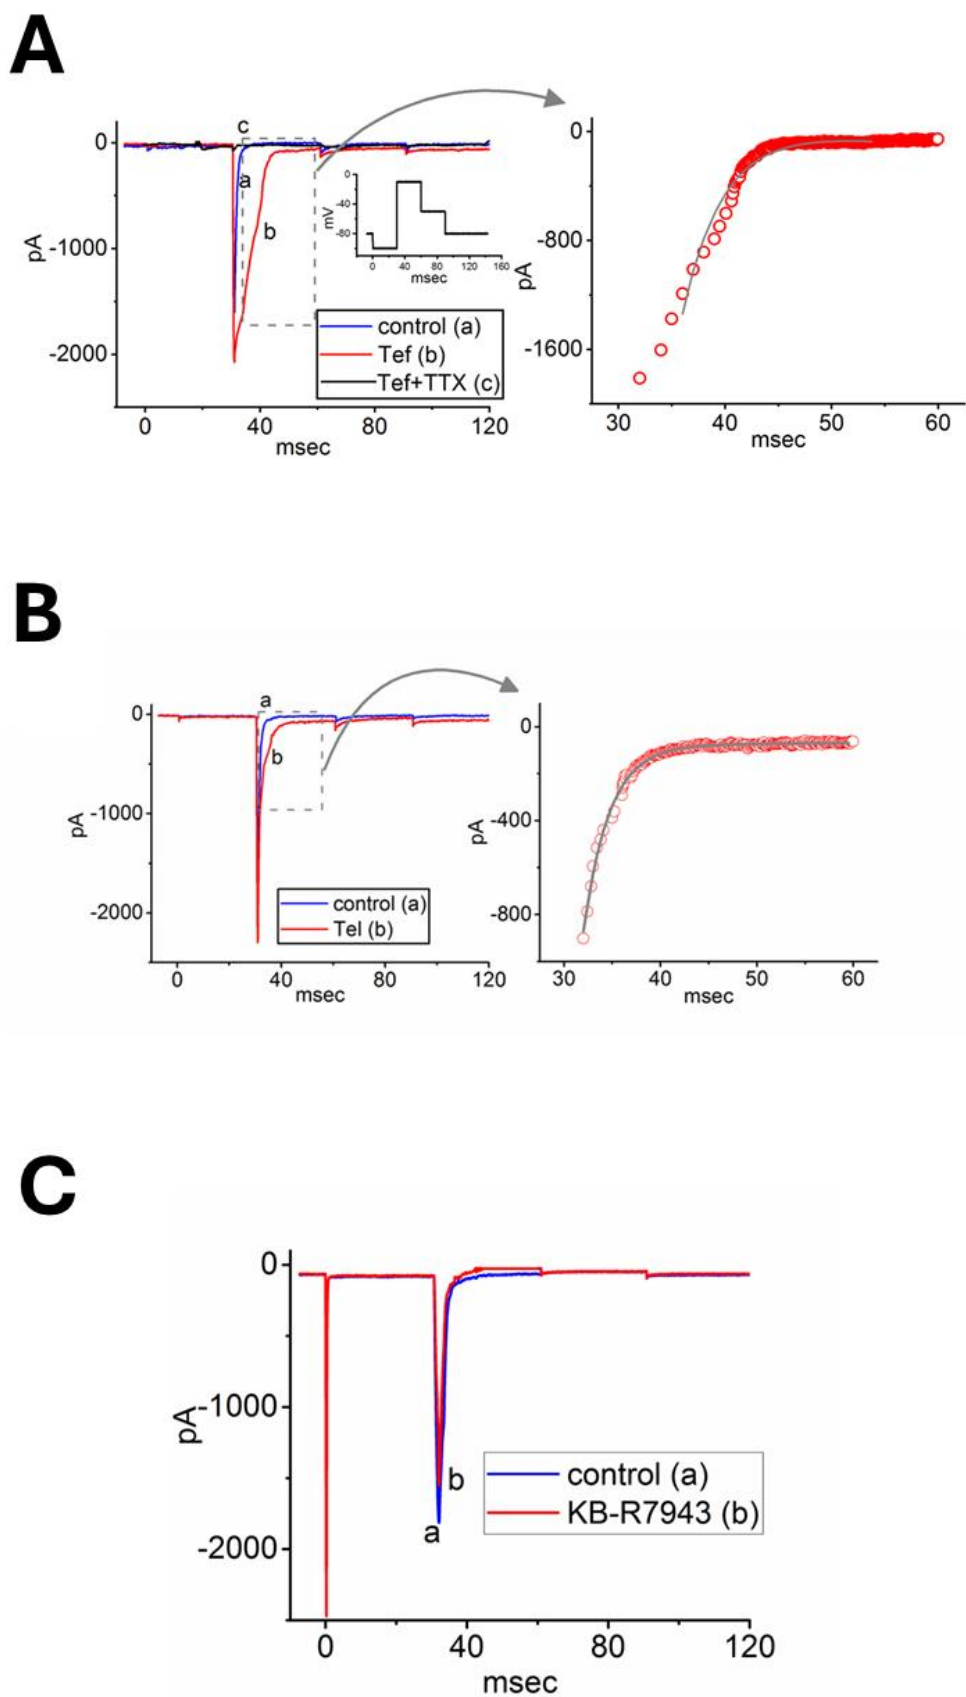 A
0
-1000
-2000
pA
c
a
b
0
-40
-80
mV
0 40 80 120 160
msec
control (a)
Tef (b)
Tef+TTX (c)
0 40 80 120
msec
0
-800
-1600
pA
30 40 50 60
msec
B
0
-1000
-2000
pA
a
b
control (a)
Tel (b)
0 40 80 120
msec
0
-400
-800
pA
30 40 50 60
msec
C
0
-1000
-2000
pA
b
a
control (a)
KB-R7943 (b)
0 40 80 120
msec